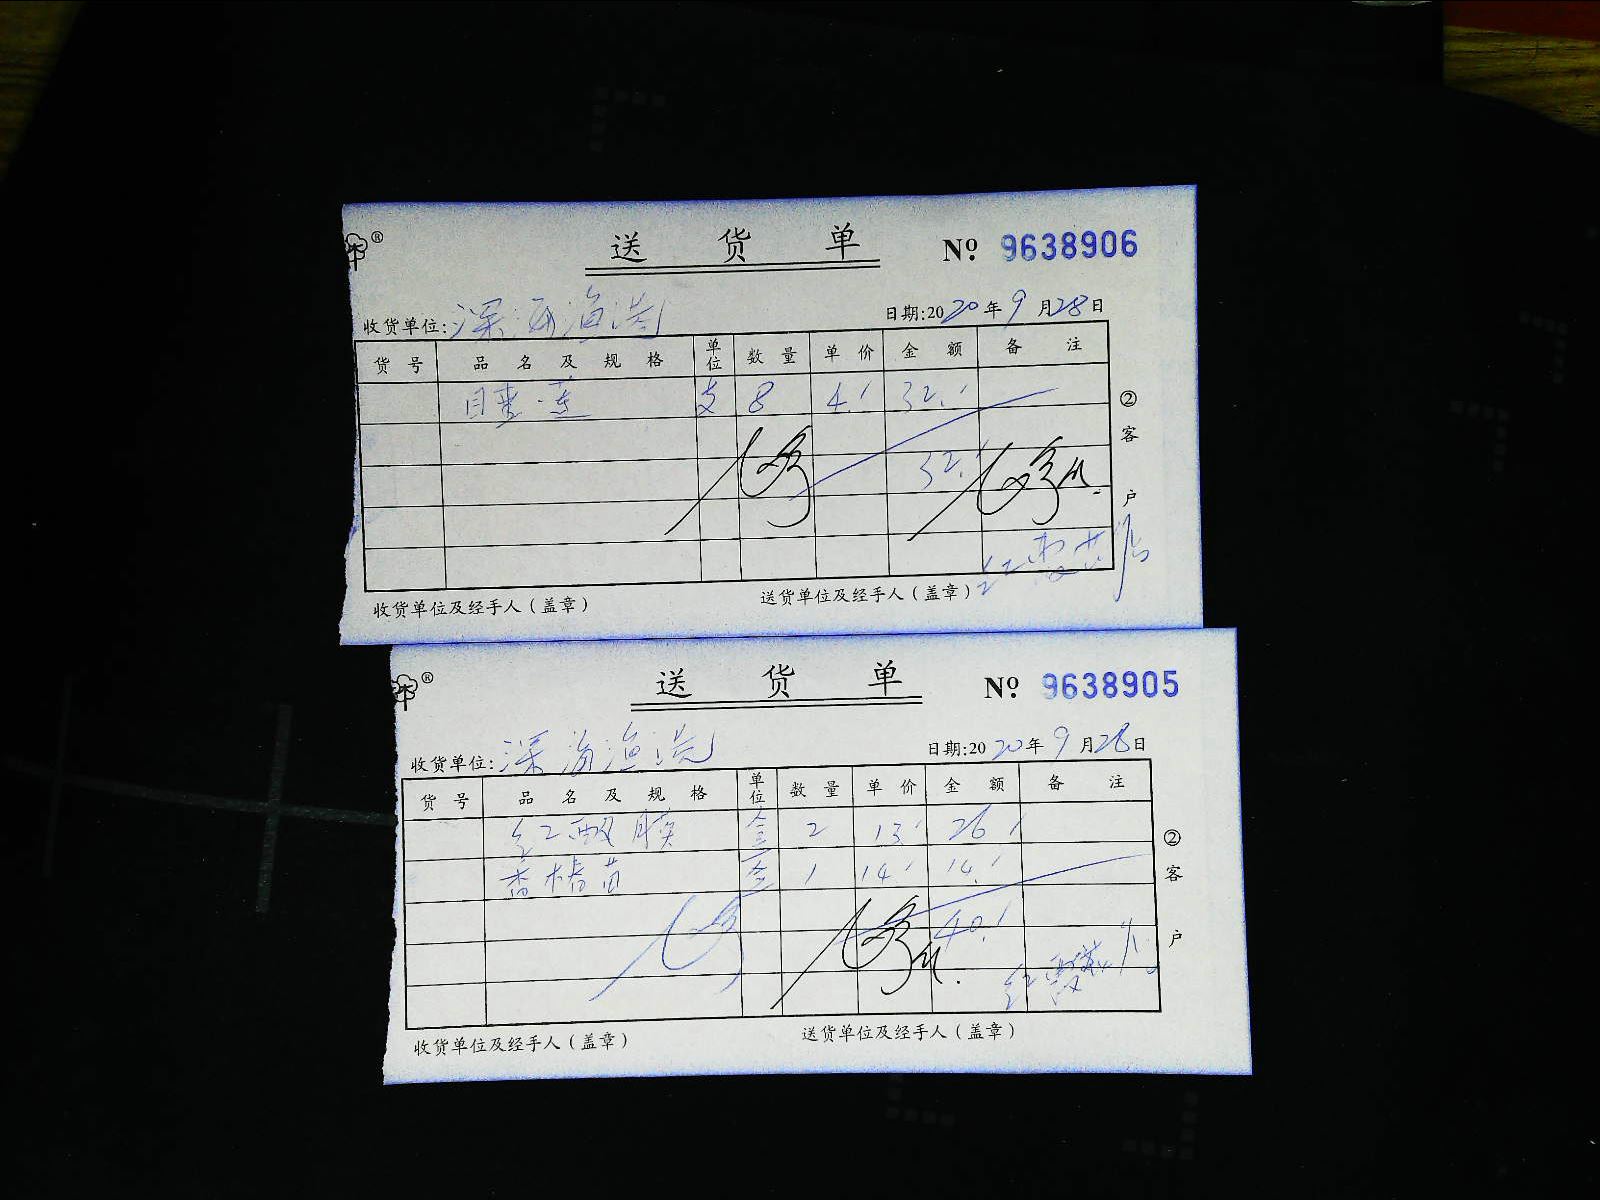 ®
送 货 单 Nº 9638906
收货单位: 深海渔港 日期:2020年9月28日
货号 品名及规格 单位 数量 单价 金额 备注
支 8 4.- 32.-
32.-
② 客 户
收货单位及经手人（盖章） 送货单位及经手人（盖章）
®
送 货 单 Nº 9638905
收货单位: 深海渔港 日期:2020年9月28日
货号 品名及规格 单位 数量 单价 金额 备注
2 13.- 26.-
香椿苗 1 14.- 14.-
40.-
② 客 户
收货单位及经手人（盖章） 送货单位及经手人（盖章）